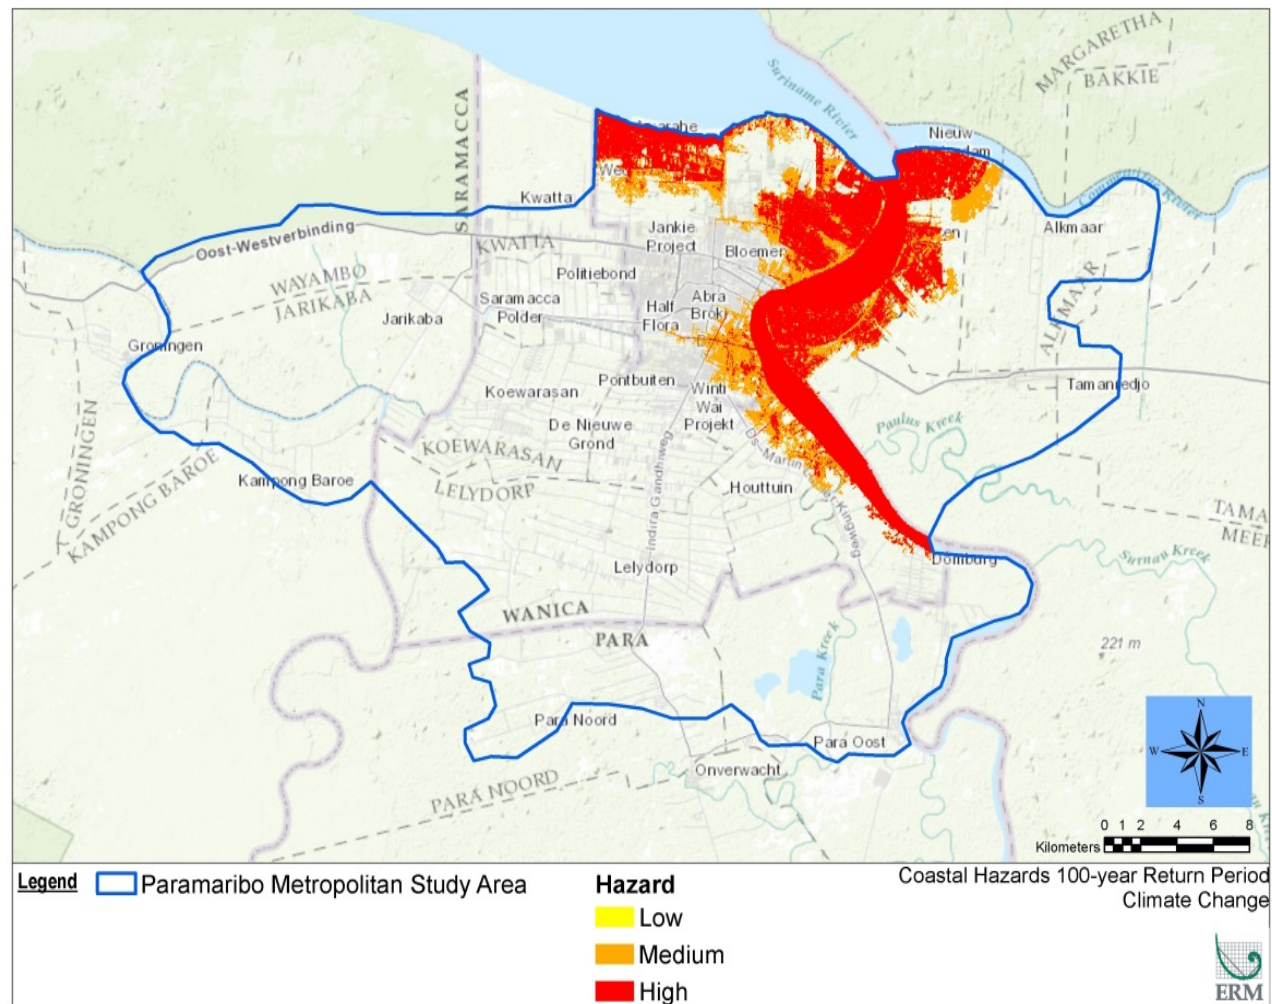 MARGARETHA
BAKKIE
Suriname Rivier
Nieuw
SARAMACCA
Kwatta
Alkmaar
Oost-Westverbinding
KWATTA
Jankie
Project
Bloemen
WAYAMBO
JARIKABA
Politiebond
Saramacca
Polder
Abra
Brok
Half
Flora
Jarikaba
ALKMAAR
Groningen
Koewarasan
Pontbuiten
Winti
Wai
Projekt
Tamanredjo
Paulus Kreek
De Nieuwe
Grond
GRONINGEN
KAMPONG BAROE
KOEWARASAN
LELYDORP
Kampong Baroe
Houttuin
Indira Gandhiweg
TAMA
MEER
Surnau Kreek
Lelydorp
Domburg
WANICA
PARA
Para Kreek
221 m
Para Noord
Para Oost
Onverwacht
PARA NOORD
N
W
E
S
0 1 2 4 6 8
Kilometers
Legend
Paramaribo Metropolitan Study Area
Hazard
Low
Medium
High
Coastal Hazards 100-year Return Period
Climate Change
ERM